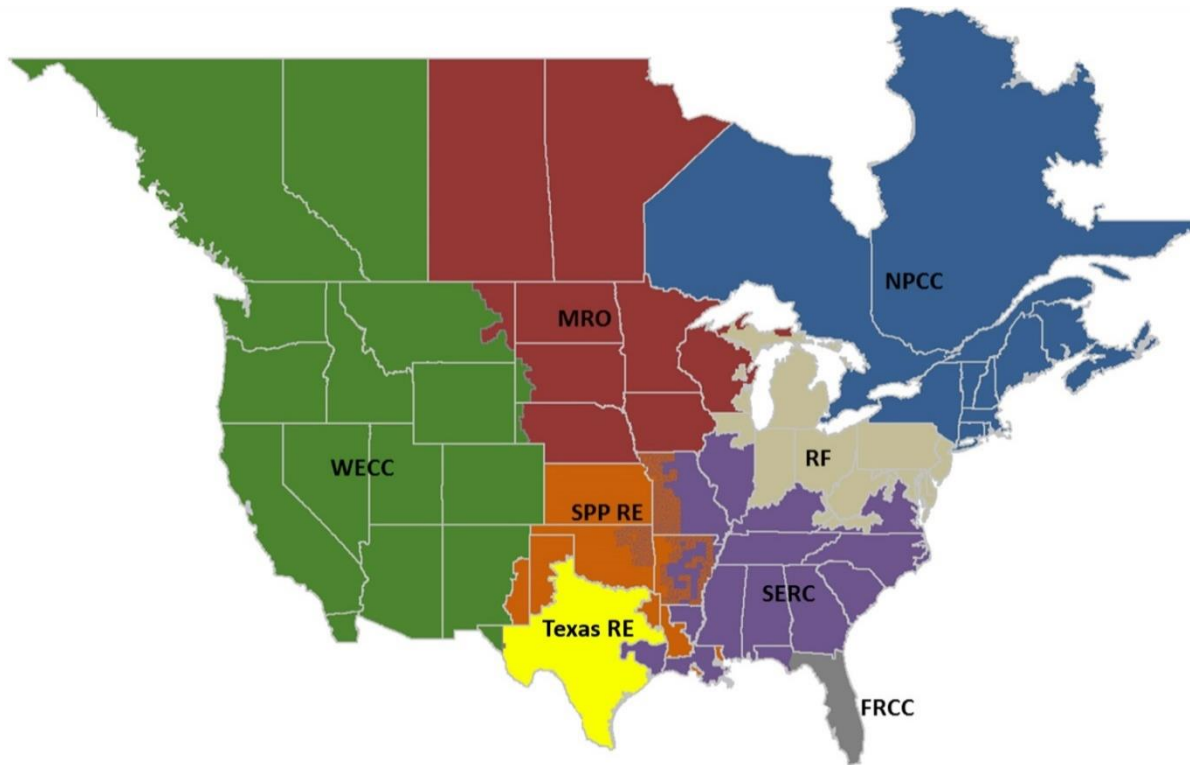 NPCC
MRO
RF
WECC
SPP RE
SERC
Texas RE
FRCC